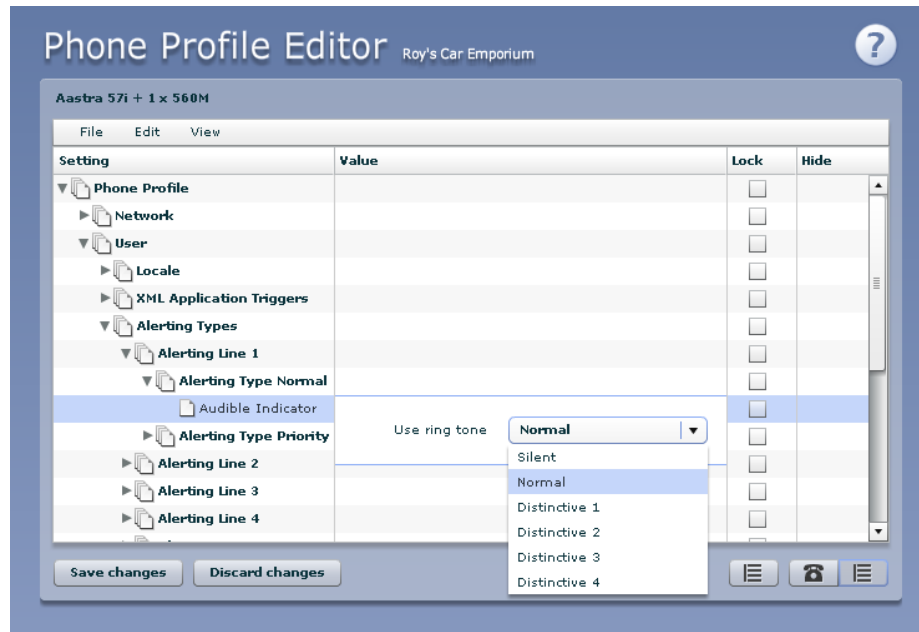 Phone Profile Editor Roy's Car Emporium ?
Aastra 57i + 1 x 560M
File Edit View
Setting Value Lock Hide
Phone Profile
Network
User
Locale
XML Application Triggers
Alerting Types
Alerting Line 1
Alerting Type Normal
Audible Indicator
Use ring tone Normal
Alerting Type Priority
Silent
Alerting Line 2
Normal
Alerting Line 3
Distinctive 1
Alerting Line 4
Distinctive 2
Distinctive 3
Distinctive 4
Save changes Discard changes